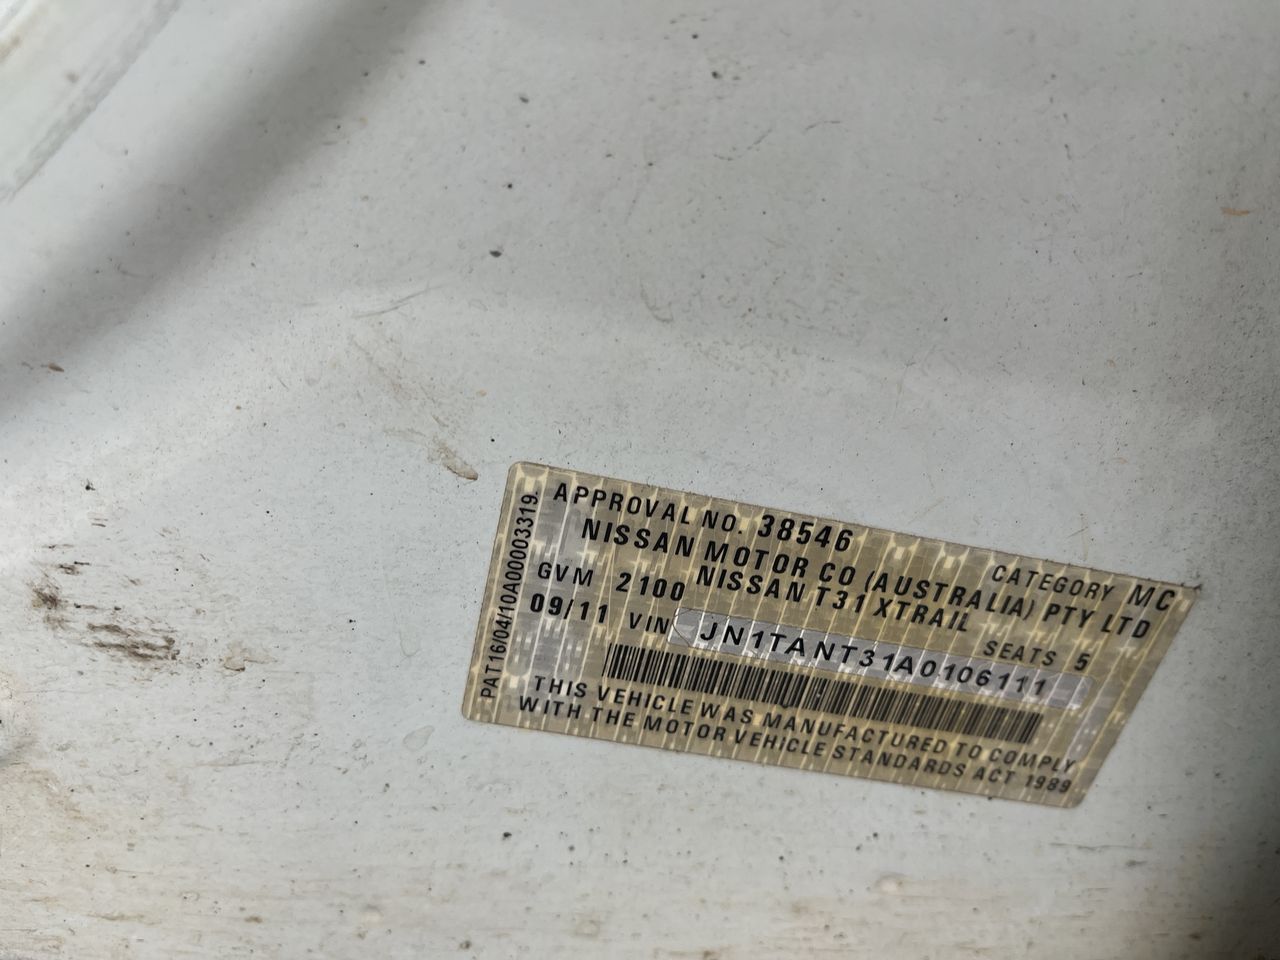 APPROVAL NO. 38546 CATEGORY MC
NISSAN MOTOR CO (AUSTRALIA) PTY LTD
NISSAN T31 XTRAIL
GVM 2100 SEATS 5
09/11 VIN JN1TANT31A0106111
THIS VEHICLE WAS MANUFACTURED TO COMPLY
WITH THE MOTOR VEHICLE STANDARDS ACT 1989
PAT16/04/10A00003319.